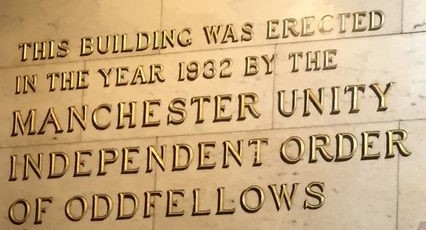 THIS BUILDING WAS ERECTED
IN THE YEAR 1932 BY THE
MANCHESTER UNITY
INDEPENDENT ORDER
OF ODDFELLOWS